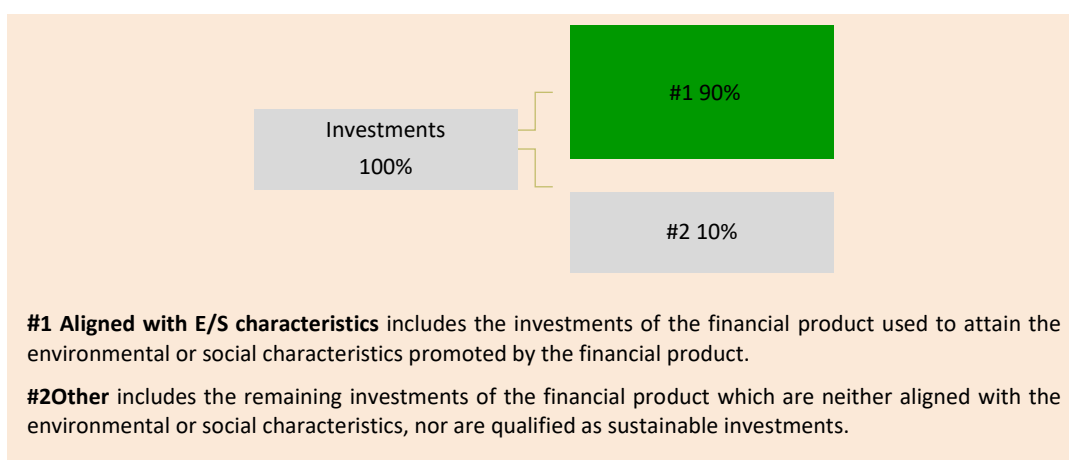 #1 90%
Investments
100%
#2 10%
#1 Aligned with E/S characteristics includes the investments of the financial product used to attain the
environmental or social characteristics promoted by the financial product.
#2Other includes the remaining investments of the financial product which are neither aligned with the
environmental or social characteristics, nor are qualified as sustainable investments.